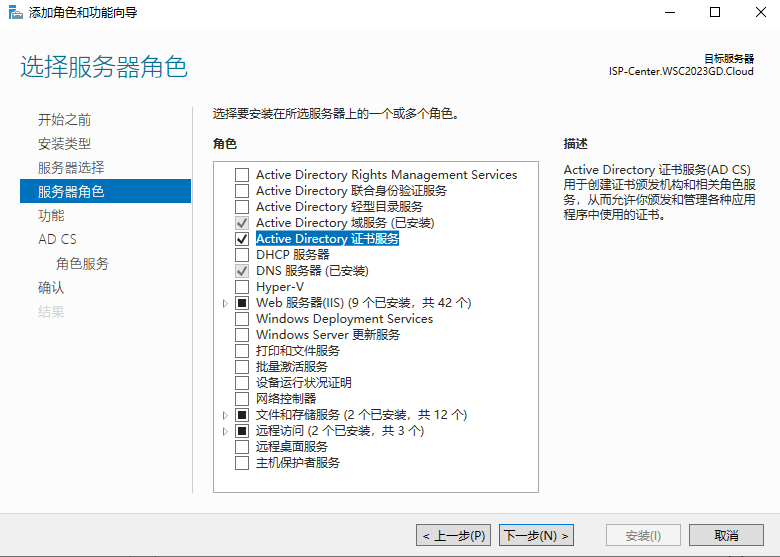 添加角色和功能向导
选择服务器角色
目标服务器
ISP-Center.WSC2023GD.Cloud
开始之前
安装类型
服务器选择
服务器角色
功能
AD CS
角色服务
确认
结果
选择要安装在所选服务器上的一个或多个角色。
角色
Active Directory Rights Management Services
Active Directory 联合身份验证服务
Active Directory 轻型目录服务
Active Directory 域服务 (已安装)
Active Directory 证书服务
DHCP 服务器
DNS 服务器 (已安装)
Hyper-V
Web 服务器(IIS) (9 个已安装，共 42 个)
Windows Deployment Services
Windows Server 更新服务
打印和文件服务
批量激活服务
设备运行状况证明
网络控制器
文件和存储服务 (2 个已安装，共 12 个)
远程访问 (2 个已安装，共 3 个)
远程桌面服务
主机保护者服务
描述
Active Directory 证书服务(AD CS)
用于创建证书颁发机构和相关角色服
务，从而允许你颁发和管理各种应用
程序中使用的证书。
< 上一步(P)
下一步(N) >
安装(I)
取消